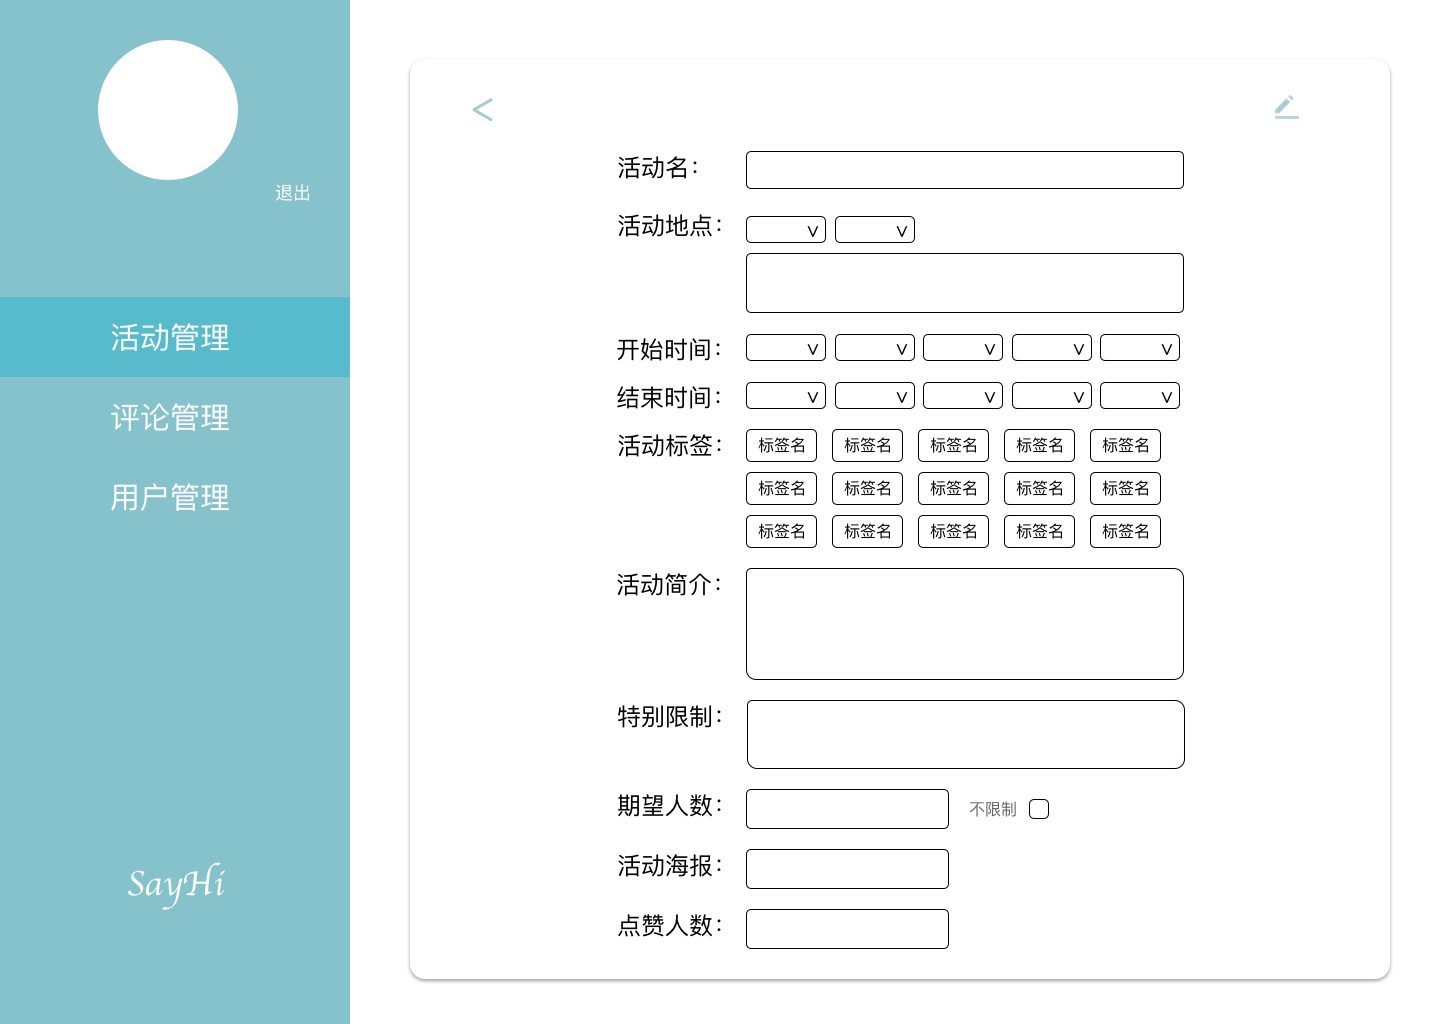 退出
活动管理
评论管理
用户管理
SayHi
<
活动名：
活动地点： v v
开始时间： v v v v v
结束时间： v v v v v
活动标签： 标签名 标签名 标签名 标签名 标签名
标签名 标签名 标签名 标签名 标签名
标签名 标签名 标签名 标签名 标签名
活动简介：
特别限制：
期望人数： 不限制
活动海报：
点赞人数：